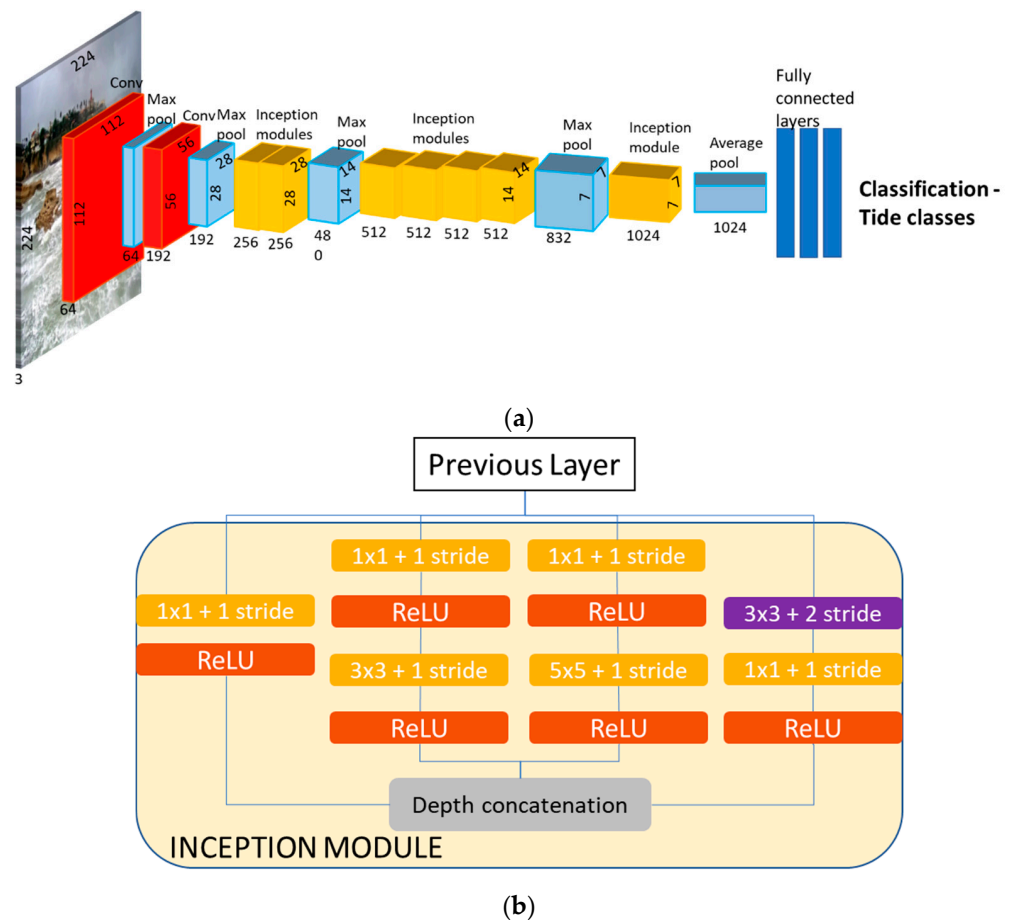 224
Conv
112
Max
pool
Conv
56
Max
pool
28
Inception
modules
28
Max
pool
14
Inception
modules
14
Max
pool
7
Inception
module
7
Average
pool
Fully
connected
layers
224
112
56
28
28
14
14
7
7
Classification -
Tide classes
3
64
64
192
192
256
256
48
0
512
512
512
512
832
1024
1024
(a)
Previous Layer
1x1 + 1 stride
1x1 + 1 stride
1x1 + 1 stride
ReLU
ReLU
3x3 + 2 stride
ReLU
3x3 + 1 stride
5x5 + 1 stride
1x1 + 1 stride
ReLU
ReLU
ReLU
Depth concatenation
INCEPTION MODULE
(b)